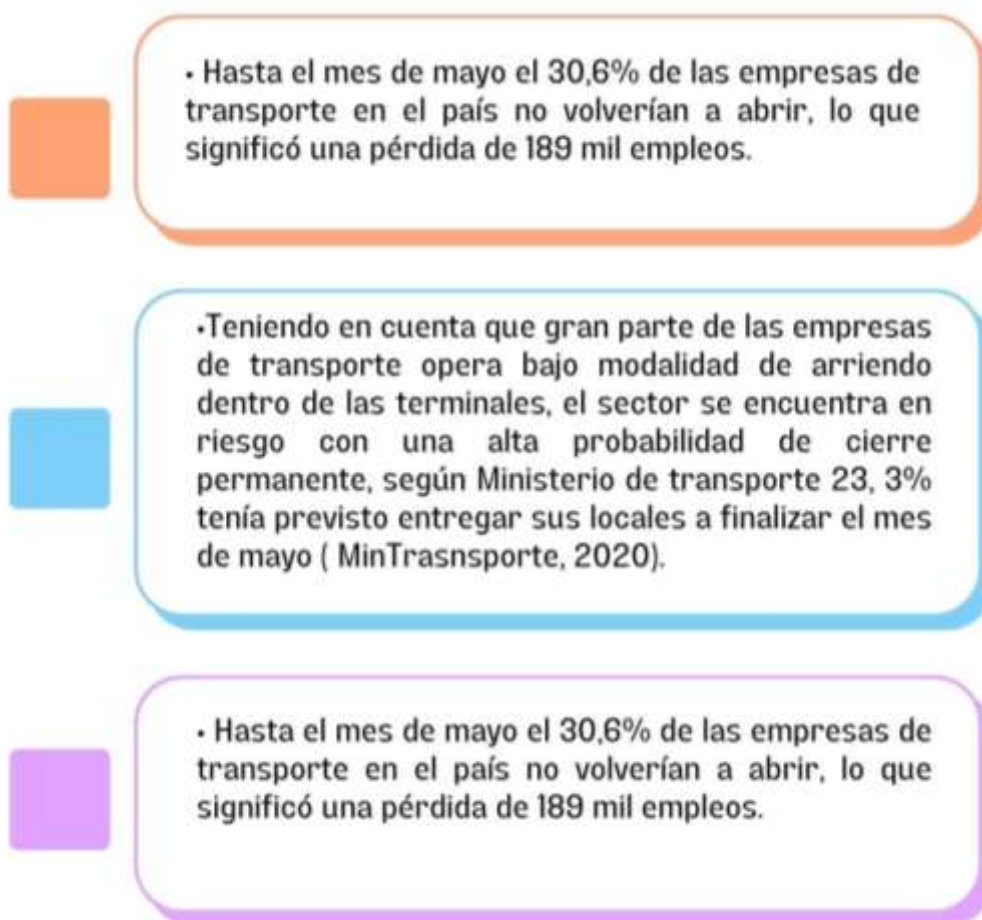 • Hasta el mes de mayo el 30,6% de las empresas de
transporte en el país no volverían a abrir, lo que
significó una pérdida de 189 mil empleos.
•Teniendo en cuenta que gran parte de las empresas
de transporte opera bajo modalidad de arriendo
dentro de las terminales, el sector se encuentra en
riesgo con una alta probabilidad de cierre
permanente, según Ministerio de transporte 23, 3%
tenía previsto entregar sus locales a finalizar el mes
de mayo ( MinTrasnsporte, 2020).
• Hasta el mes de mayo el 30,6% de las empresas de
transporte en el país no volverían a abrir, lo que
significó una pérdida de 189 mil empleos.